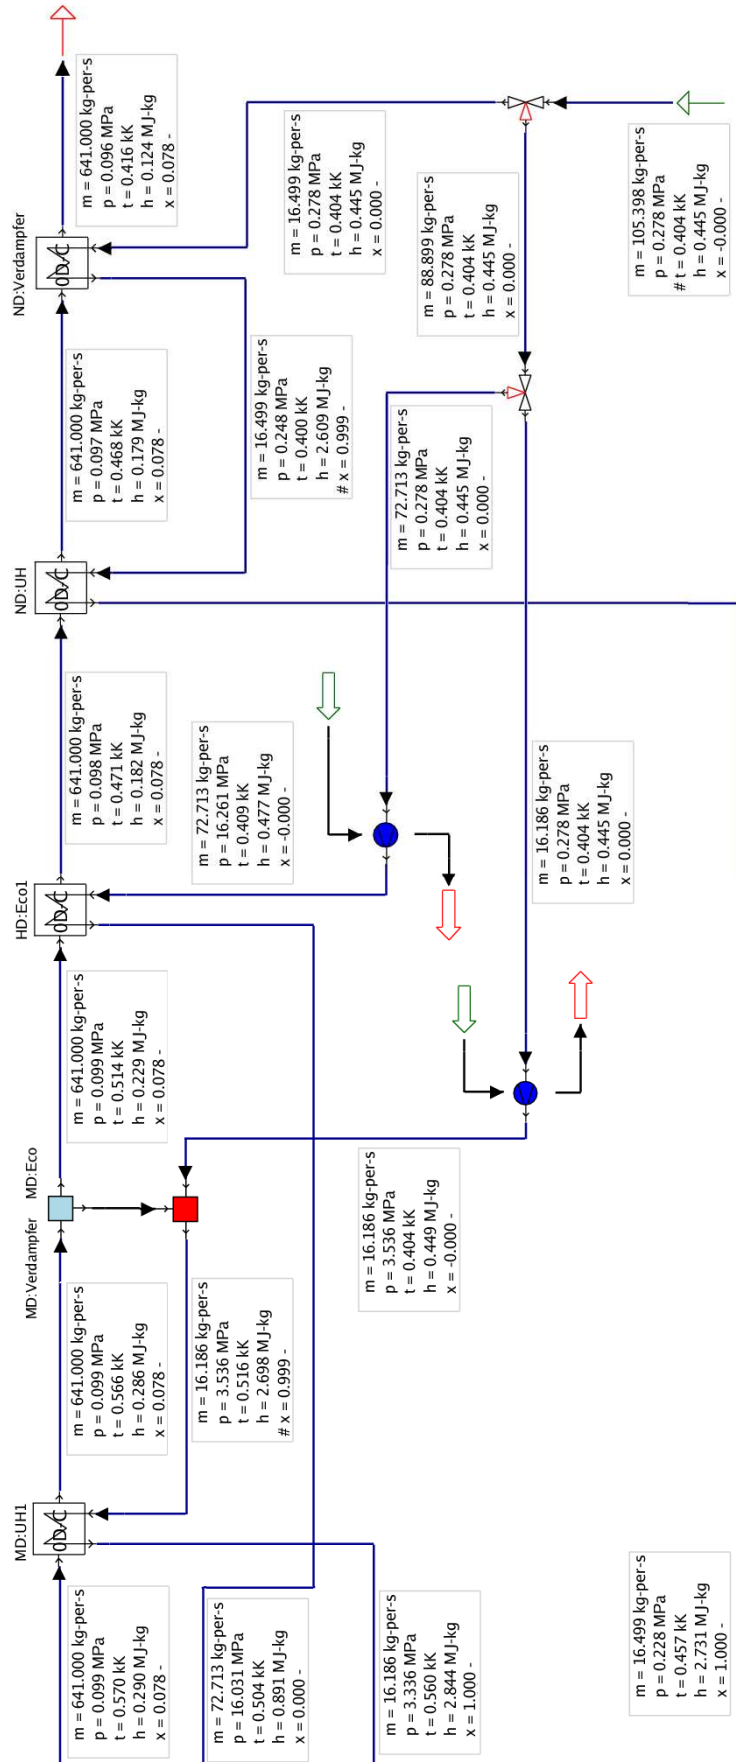 MD:UH1
MD:Verdampfer
MD:Eco
HD:Eco1
ND:UH
ND:Verdampfer
0D/C
0D/C
0D/C
0D/C
m = 641.000 kg-per-s
p = 0.099 MPa
t = 0.570 kK
h = 0.290 MJ-kg
x = 0.078 -
m = 641.000 kg-per-s
p = 0.099 MPa
t = 0.566 kK
h = 0.286 MJ-kg
x = 0.078 -
m = 641.000 kg-per-s
p = 0.099 MPa
t = 0.514 kK
h = 0.229 MJ-kg
x = 0.078 -
m = 641.000 kg-per-s
p = 0.098 MPa
t = 0.471 kK
h = 0.182 MJ-kg
x = 0.078 -
m = 641.000 kg-per-s
p = 0.097 MPa
t = 0.468 kK
h = 0.179 MJ-kg
x = 0.078 -
m = 641.000 kg-per-s
p = 0.096 MPa
t = 0.416 kK
h = 0.124 MJ-kg
x = 0.078 -
m = 72.713 kg-per-s
p = 16.031 MPa
t = 0.504 kK
h = 0.891 MJ-kg
x = 0.000 -
m = 16.186 kg-per-s
p = 3.536 MPa
t = 0.516 kK
h = 2.698 MJ-kg
# x = 0.999 -
m = 72.713 kg-per-s
p = 16.261 MPa
t = 0.409 kK
h = 0.477 MJ-kg
x = -0.000 -
m = 16.499 kg-per-s
p = 0.248 MPa
t = 0.400 kK
h = 2.609 MJ-kg
# x = 0.999 -
m = 16.499 kg-per-s
p = 0.278 MPa
t = 0.404 kK
h = 0.445 MJ-kg
x = 0.000 -
m = 16.186 kg-per-s
p = 3.336 MPa
t = 0.560 kK
h = 2.844 MJ-kg
x = 1.000 -
m = 16.186 kg-per-s
p = 3.536 MPa
t = 0.404 kK
h = 0.449 MJ-kg
x = -0.000 -
m = 72.713 kg-per-s
p = 0.278 MPa
t = 0.404 kK
h = 0.445 MJ-kg
x = 0.000 -
m = 88.899 kg-per-s
p = 0.278 MPa
t = 0.404 kK
h = 0.445 MJ-kg
x = 0.000 -
m = 16.499 kg-per-s
p = 0.228 MPa
t = 0.457 kK
h = 2.731 MJ-kg
x = 1.000 -
m = 16.186 kg-per-s
p = 0.278 MPa
t = 0.404 kK
h = 0.445 MJ-kg
x = 0.000 -
m = 105.398 kg-per-s
p = 0.278 MPa
# t = 0.404 kK
h = 0.445 MJ-kg
x = -0.000 -